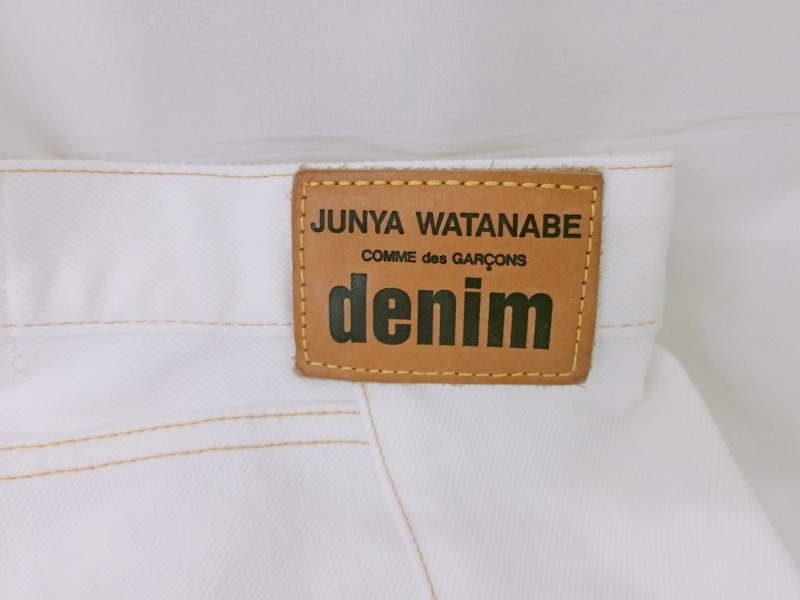 JUNYA WATANABE
COMME des GARÇONS
denim